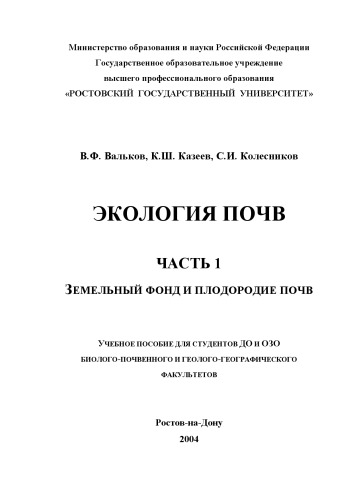 Министерство образования и науки Российской Федерации
Государственное образовательное учреждение
высшего профессионального образования
«РОСТОВСКИЙ ГОСУДАРСТВЕННЫЙ УНИВЕРСИТЕТ»
В.Ф. Вальков, К.Ш. Казеев, С.И. Колесников
ЭКОЛОГИЯ ПОЧВ
ЧАСТЬ 1
ЗЕМЕЛЬНЫЙ ФОНД И ПЛОДОРОДИЕ ПОЧВ
УЧЕБНОЕ ПОСОБИЕ ДЛЯ СТУДЕНТОВ ДО И ОЗО
БИОЛОГО-ПОЧВЕННОГО И ГЕОЛОГО-ГЕОГРАФИЧЕСКОГО
ФАКУЛЬТЕТОВ
Ростов-на-Дону
2004